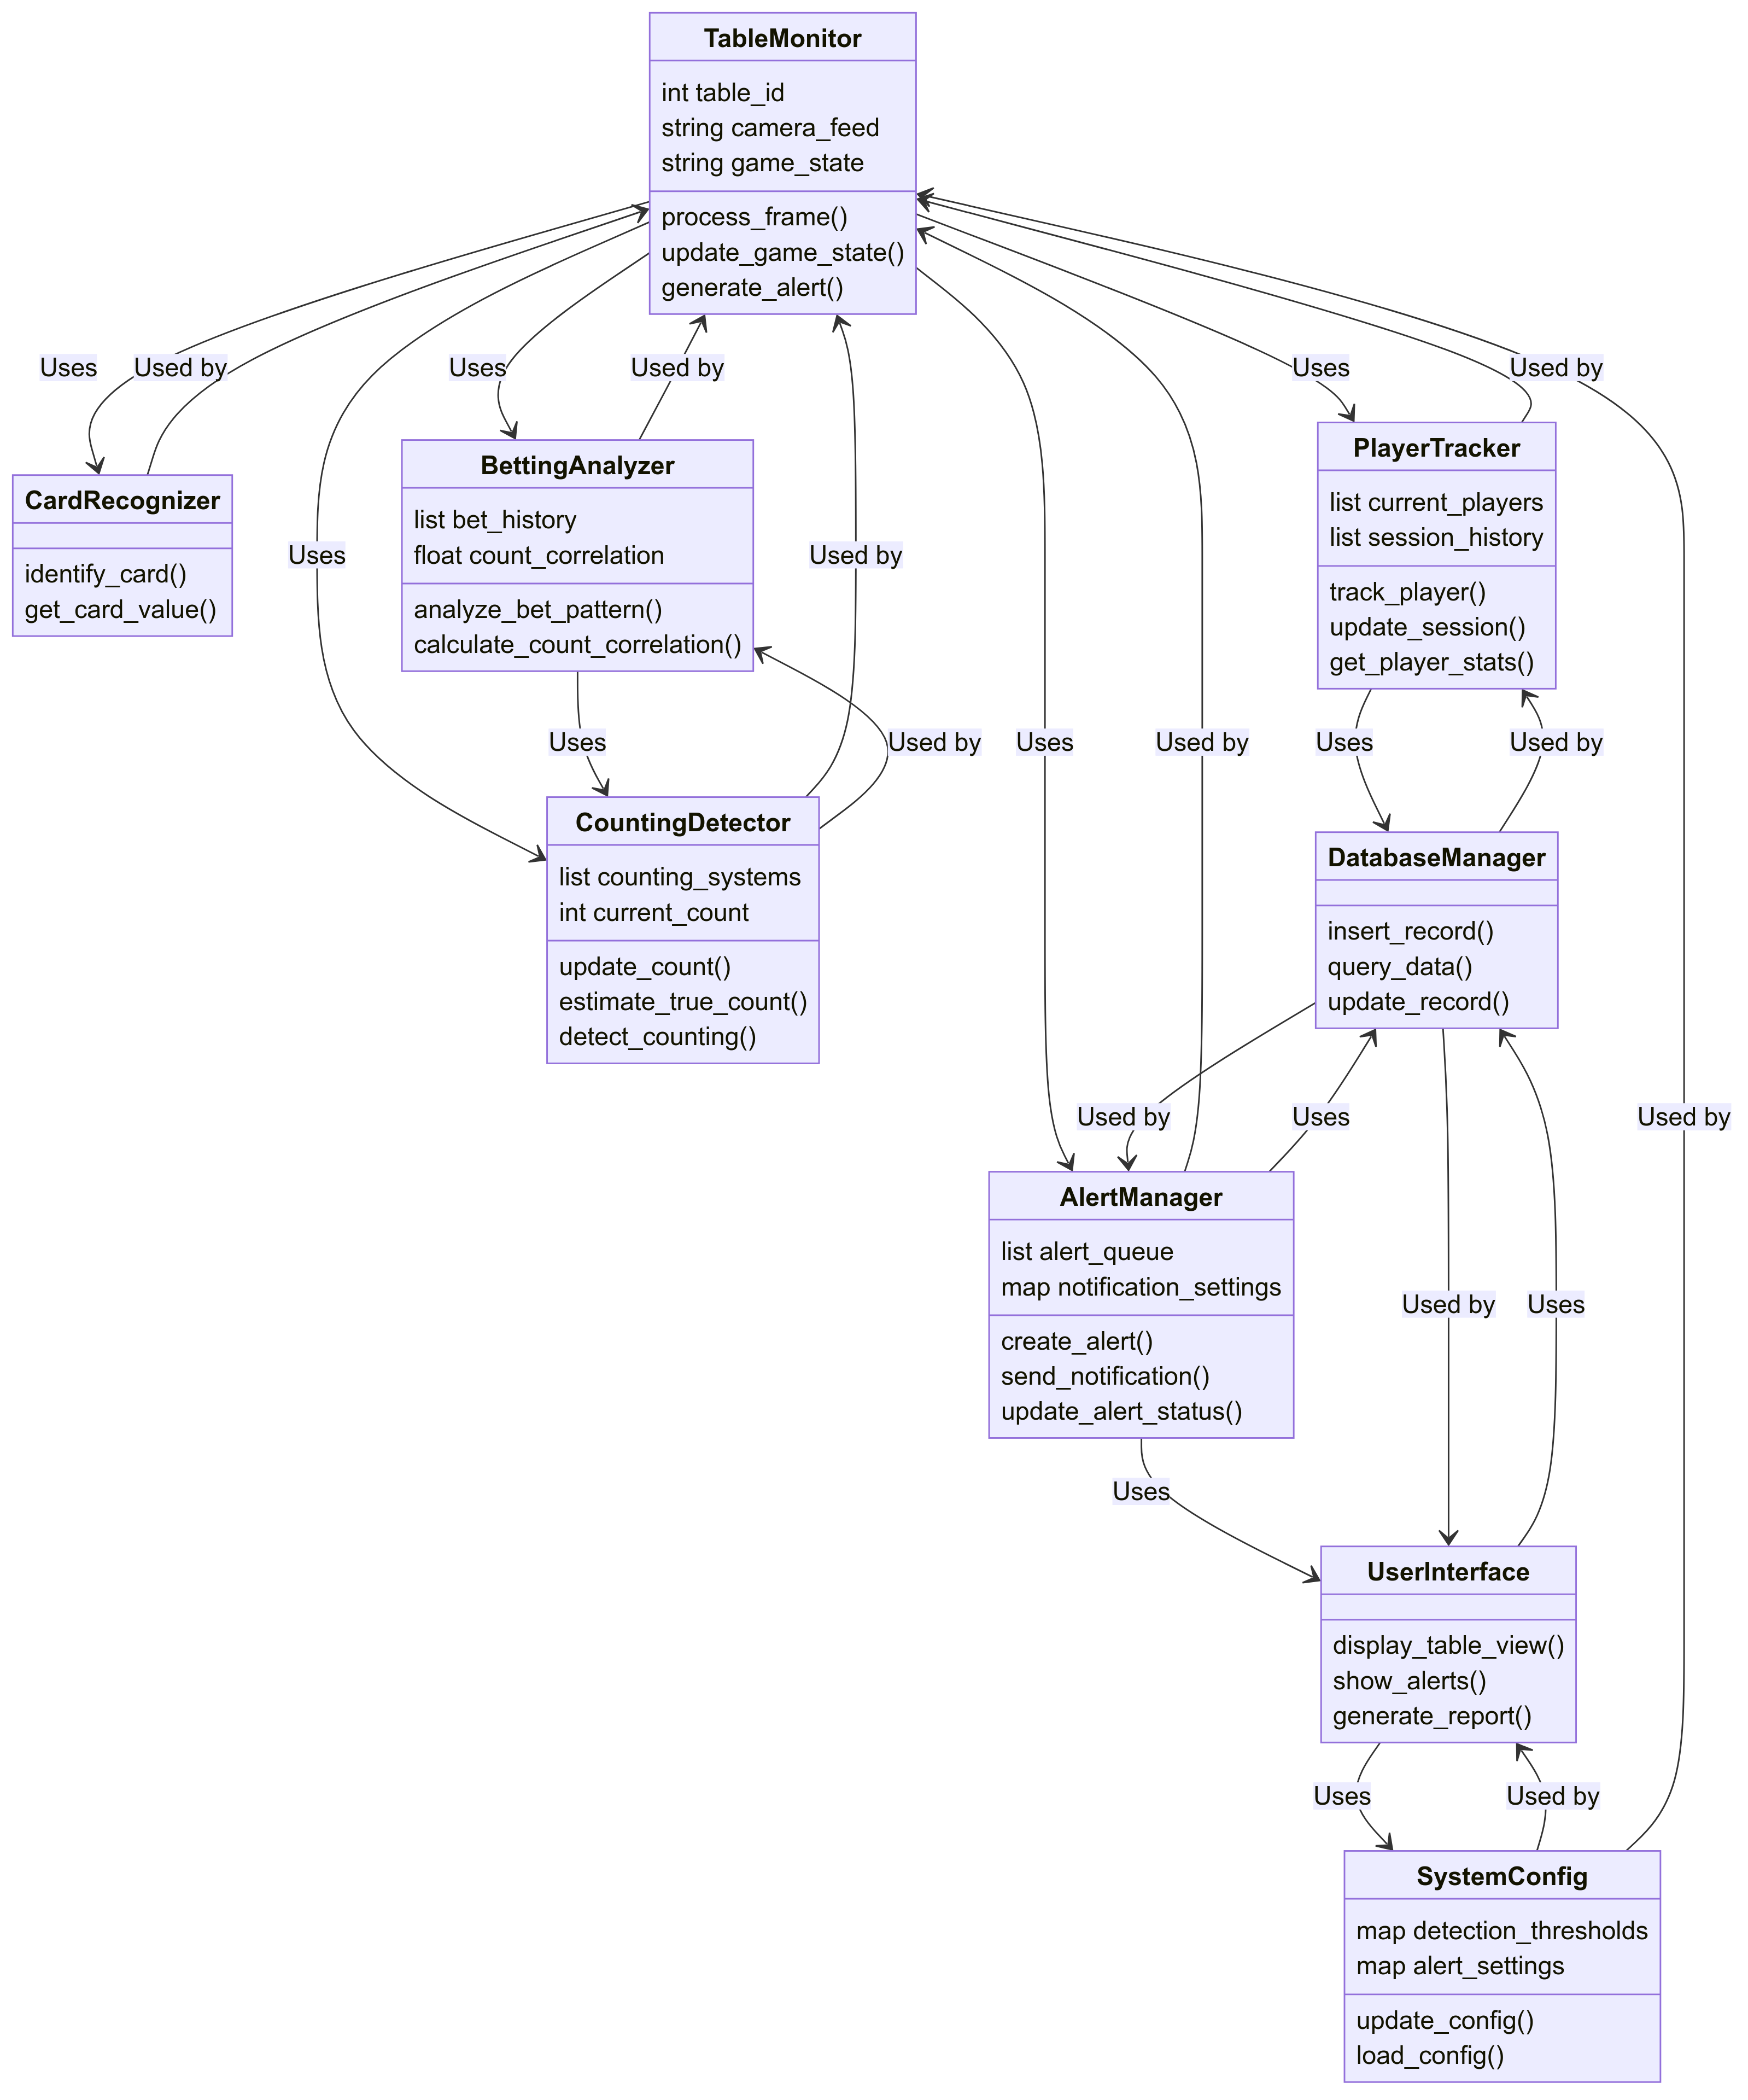 TableMonitor
int table_id
string camera_feed
string game_state
process_frame()
update_game_state()
generate_alert()
Uses
Used by
Uses
Used by
Uses
Used by
CardRecognizer
identify_card()
get_card_value()
BettingAnalyzer
list bet_history
float count_correlation
analyze_bet_pattern()
calculate_count_correlation()
PlayerTracker
list current_players
list session_history
track_player()
update_session()
get_player_stats()
Uses
Used by
Uses
Used by
Uses
Used by
Uses
Used by
CountingDetector
list counting_systems
int current_count
update_count()
estimate_true_count()
detect_counting()
DatabaseManager
insert_record()
query_data()
update_record()
Used by
Uses
Used by
AlertManager
list alert_queue
map notification_settings
create_alert()
send_notification()
update_alert_status()
Used by
Uses
Uses
UserInterface
display_table_view()
show_alerts()
generate_report()
Uses
Used by
SystemConfig
map detection_thresholds
map alert_settings
update_config()
load_config()